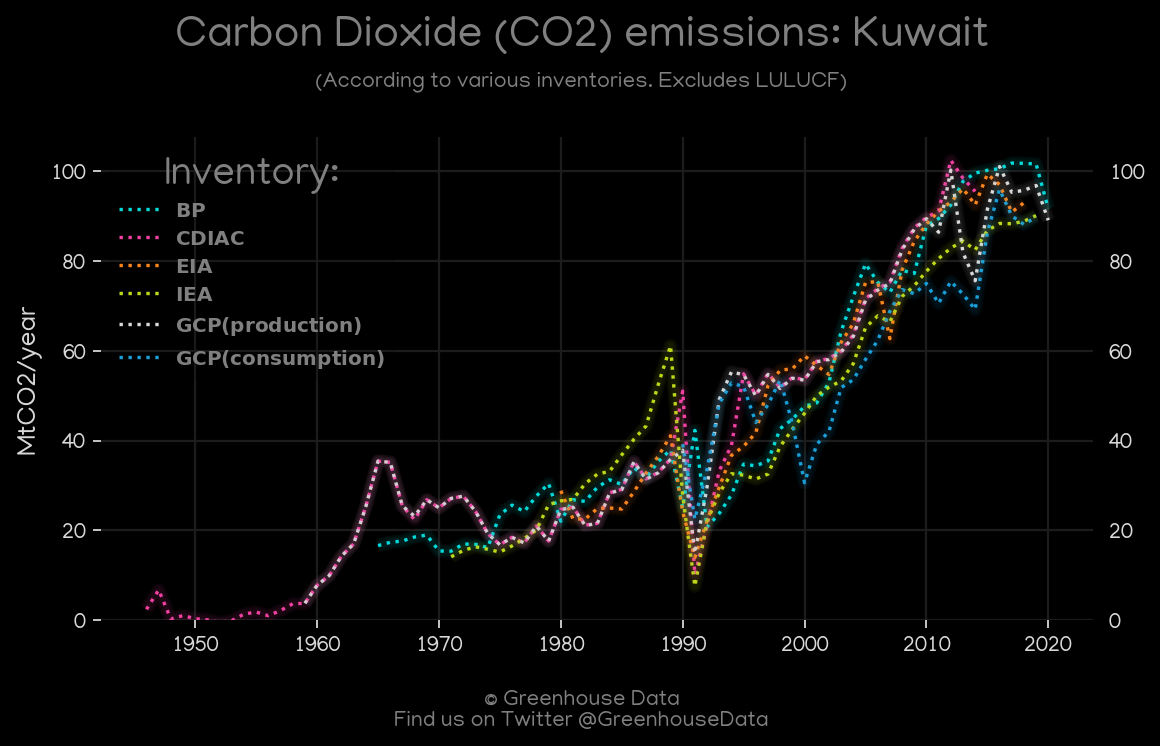 Carbon Dioxide (CO2) emissions: Kuwait
(According to various inventories. Excludes LULUCF)
Inventory:
BP
CDIAC
EIA
IEA
GCP(production)
GCP(consumption)
MtCO2/year
100
80
60
40
20
0
100
80
60
40
20
0
1950 1960 1970 1980 1990 2000 2010 2020
© Greenhouse Data
Find us on Twitter @GreenhouseData